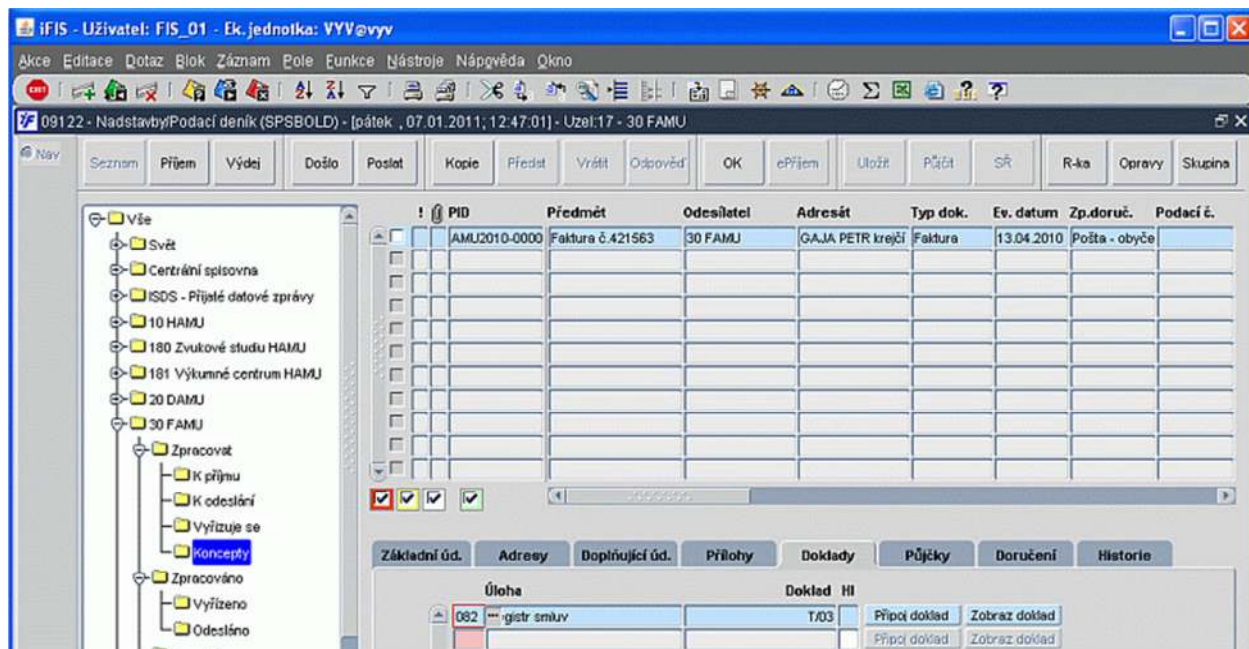 iFIS - Uživatel: FIS_01 - Ek.jednotka: VYV@vyv
Akce Editace Dotaz Blok Záznam Pole Funkce Nástroje Nápověda Okno
EXIT
09122 - Nadstavby/Podací deník (SPSBOLD) - [pátek , 07.01.2011; 12:47:01] - Uzel:17 - 30 FAMU
Nav
Seznam Příjem Výdej Došlo Poslat Kopie Předat Vrátit Odpověď OK ePříjem Uložit Půjčit SŘ R-ka Opravy Skupina
Vše
Svět
Centrální spisovna
ISDS - Přijaté datové zprávy
10 HAMU
180 Zvukové studiu HAMU
181 Výkumné centrum HAMU
20 DAMU
30 FAMU
Zpracovat
K příjmu
K odeslání
Vyřizuje se
Koncepty
Zpracováno
Vyřízeno
Odesláno
! PID Předmět Odesílatel Adresát Typ dok. Ev. datum Zp.doruč. Podací č.
AMU2010-0000 Faktura č.421563 30 FAMU GAJA PETR krejčí Faktura 13.04.2010 Pošta - obyče
Základní úd. Adresy Doplňující úd. Přílohy Doklady Půjčky Doručení Historie
Úloha Doklad Hl
082 ··· gistr smluv T/03 Připoj doklad Zobraz doklad
Připoj doklad Zobraz doklad